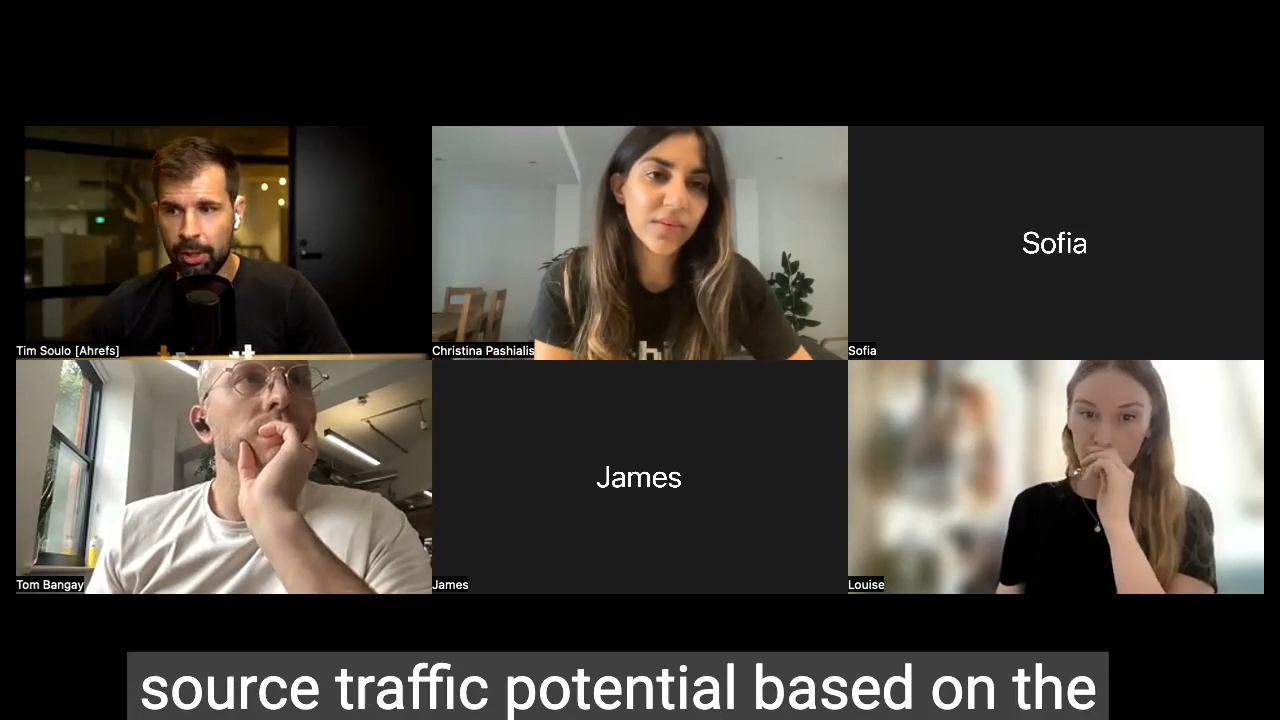 Sofia
Tim Soulo [Ahrefs]
Christina Pashialis
Sofia
James
Tom Bangay
James
Louise
source traffic potential based on the